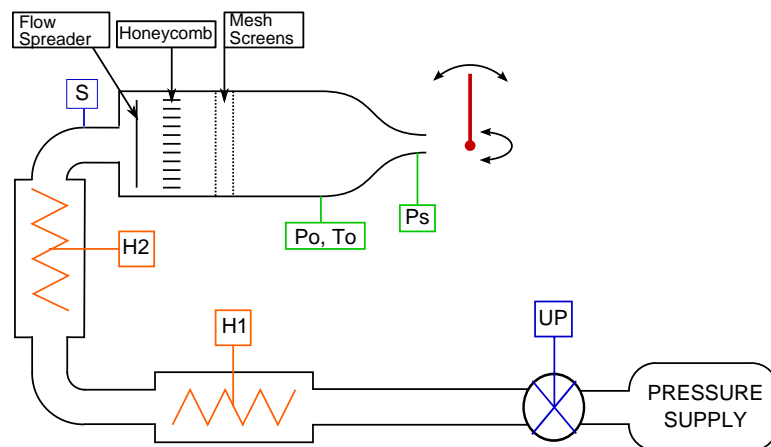 Flow
Spreader
Honeycomb
Mesh
Screens
S
Ps
Po, To
H2
H1
UP
PRESSURE
SUPPLY